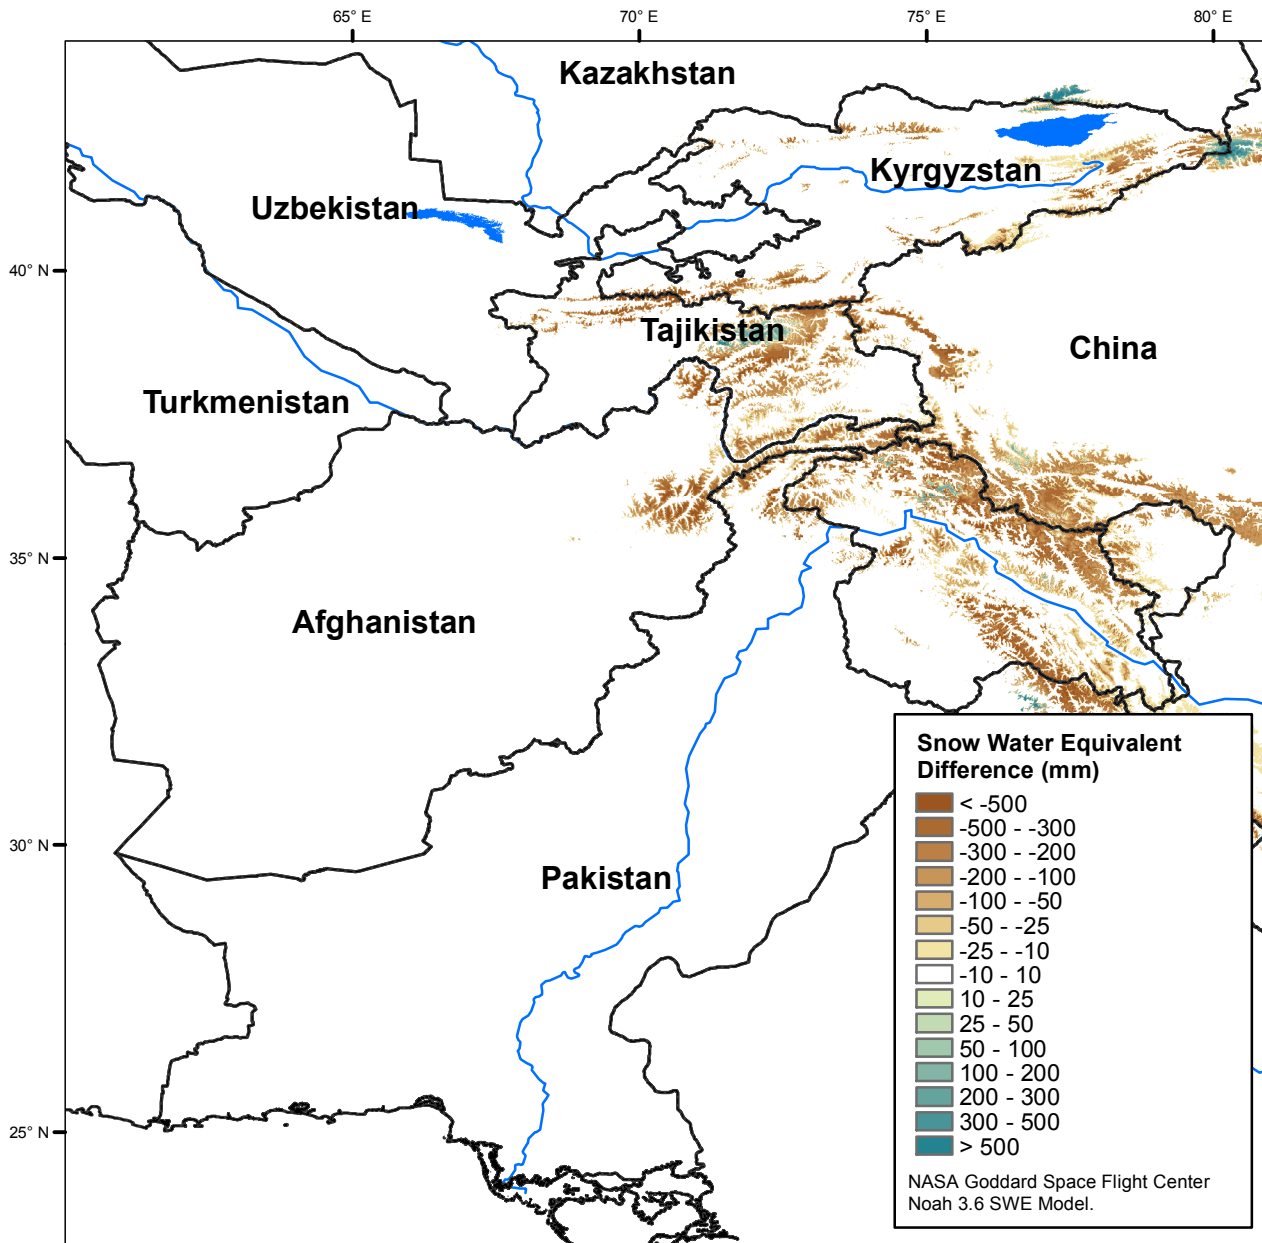 65° E 70° E 75° E 80° E
Kazakhstan
Kyrgyzstan
Uzbekistan
40° N
Tajikistan
China
Turkmenistan
35° N
Afghanistan
Snow Water Equivalent
Difference (mm)
< -500
-500 - -300
-300 - -200
-200 - -100
-100 - -50
-50 - -25
-25 - -10
-10 - 10
10 - 25
25 - 50
50 - 100
100 - 200
200 - 300
300 - 500
> 500
NASA Goddard Space Flight Center
Noah 3.6 SWE Model.
30° N
Pakistan
25° N